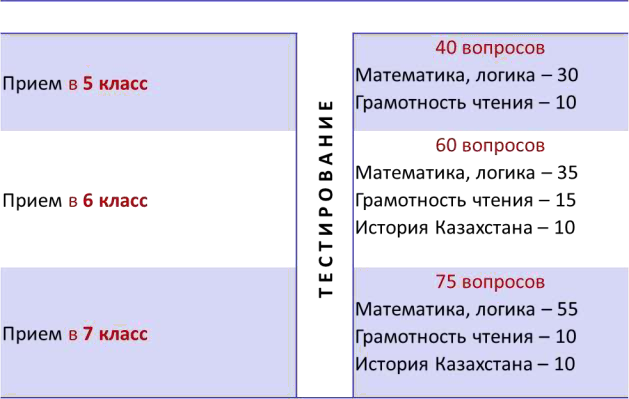 Прием в 5 класс
ТЕСТИРОВАНИЕ
40 вопросов
Математика, логика – 30
Грамотность чтения – 10
Прием в 6 класс
60 вопросов
Математика, логика – 35
Грамотность чтения – 15
История Казахстана – 10
Прием в 7 класс
75 вопросов
Математика, логика – 55
Грамотность чтения – 10
История Казахстана – 10